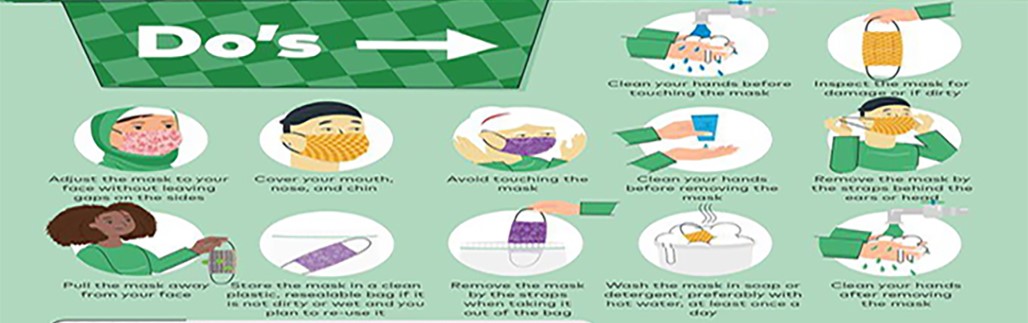 Do's
Clean your hands before
touching the mask
Inspect the mask for
damage or if dirty
Adjust the mask to your
face without leaving
gaps on the sides
Cover your mouth,
nose, and chin
Avoid touching the
mask
Clean your hands
before removing the
mask
Remove the mask by
the straps behind the
ears or head
Pull the mask away
from your face
Store the mask in a clean
plastic, resealable bag if it
is not dirty or wet and you
plan to re-use it
Remove the mask
by the straps
when taking it
out of the bag
Wash the mask in soap or
detergent, preferably with
hot water, at least once a
day
Clean your hands
after removing
the mask